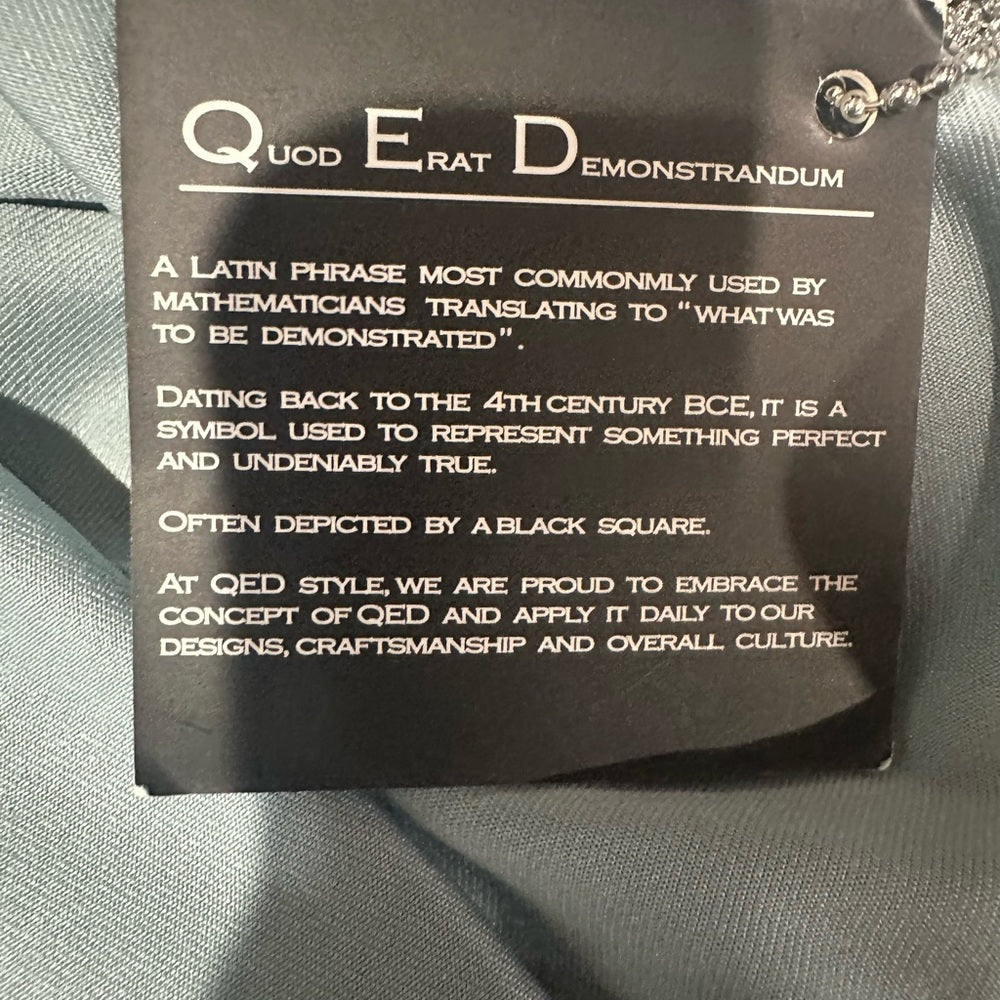 QUOD ERAT DEMONSTRANDUM
A LATIN PHRASE MOST COMMONMLY USED BY
MATHEMATICIANS TRANSLATING TO "WHAT WAS
TO BE DEMONSTRATED".
DATING BACK TO THE 4TH CENTURY BCE, IT IS A
SYMBOL USED TO REPRESENT SOMETHING PERFECT
AND UNDENIABLY TRUE.
OFTEN DEPICTED BY A BLACK SQUARE.
AT QED STYLE, WE ARE PROUD TO EMBRACE THE
CONCEPT OF QED AND APPLY IT DAILY TO OUR
DESIGNS, CRAFTSMANSHIP AND OVERALL CULTURE.